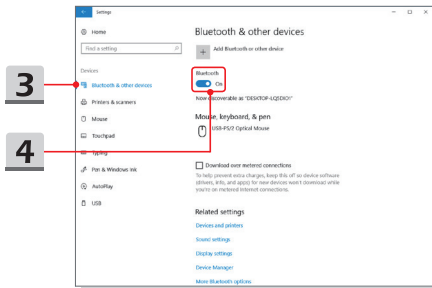 Settings
Home
Find a setting
Devices
Bluetooth & other devices
Printers & scanners
Mouse
Touchpad
Typing
Pen & Windows Ink
AutoPlay
USB
3
4
Bluetooth & other devices
Add Bluetooth or other device
Bluetooth
On
Now discoverable as "DESKTOP-LQSDIOI"
Mouse, keyboard, & pen
USB-PS/2 Optical Mouse
Download over metered connections
To help prevent extra charges, keep this off so device software
(drivers, info, and apps) for new devices won't download while
you're on metered Internet connections.
Related settings
Devices and printers
Sound settings
Display settings
Device Manager
More Bluetooth options